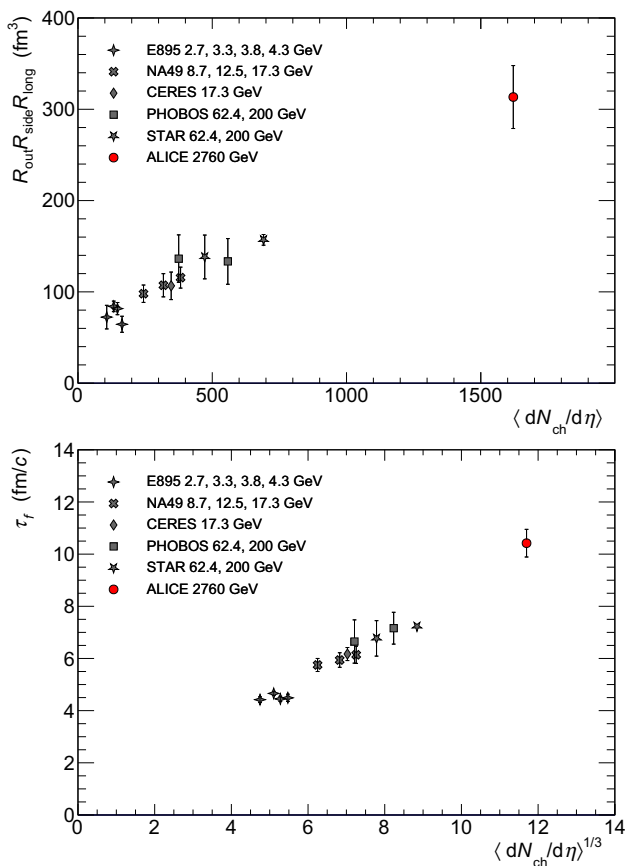 R_out R_side R_long (fm³)
400
300
200
100
0
E895 2.7, 3.3, 3.8, 4.3 GeV
NA49 8.7, 12.5, 17.3 GeV
CERES 17.3 GeV
PHOBOS 62.4, 200 GeV
STAR 62.4, 200 GeV
ALICE 2760 GeV
0 500 1000 1500
⟨ dN_ch/dη⟩
τ_f (fm/c)
14
12
10
8
6
4
2
0
E895 2.7, 3.3, 3.8, 4.3 GeV
NA49 8.7, 12.5, 17.3 GeV
CERES 17.3 GeV
PHOBOS 62.4, 200 GeV
STAR 62.4, 200 GeV
ALICE 2760 GeV
0 2 4 6 8 10 12 14
⟨ dN_ch/dη⟩^1/3